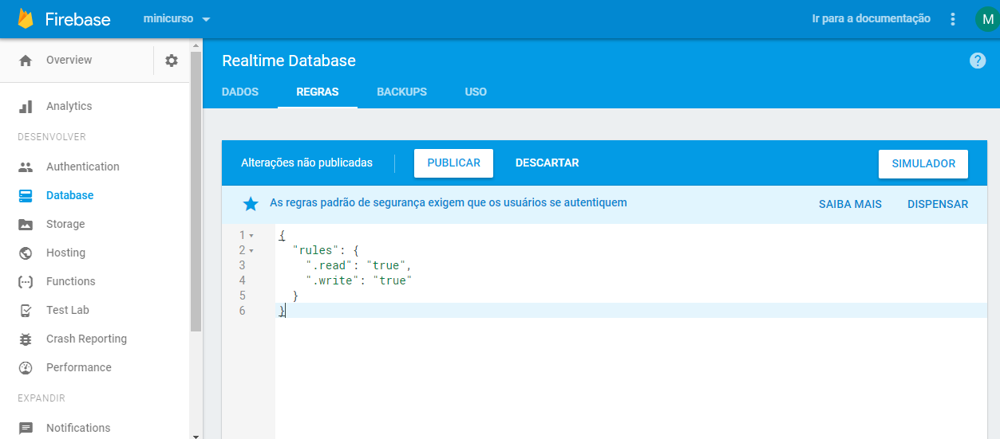 Firebase
minicurso
Ir para a documentação
M
Overview
Analytics
DESENVOLVER
Authentication
Database
Storage
Hosting
Functions
Test Lab
Crash Reporting
Performance
EXPANDIR
Notifications
Realtime Database
?
DADOS REGRAS BACKUPS USO
Alterações não publicadas PUBLICAR DESCARTAR SIMULADOR
As regras padrão de segurança exigem que os usuários se autentiquem SAIBA MAIS DISPENSAR
1 {
2 "rules": {
3 ".read": "true",
4 ".write": "true"
5 }
6 }